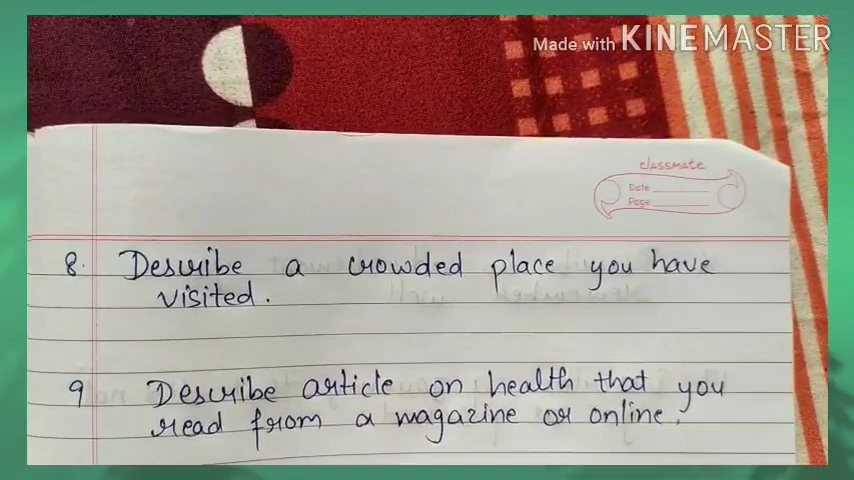 Made with KINEMASTER
classmate
Date
Page
8. Describe a crowded place you have
visited.
9 Describe article on health that you
read from a magazine or online.